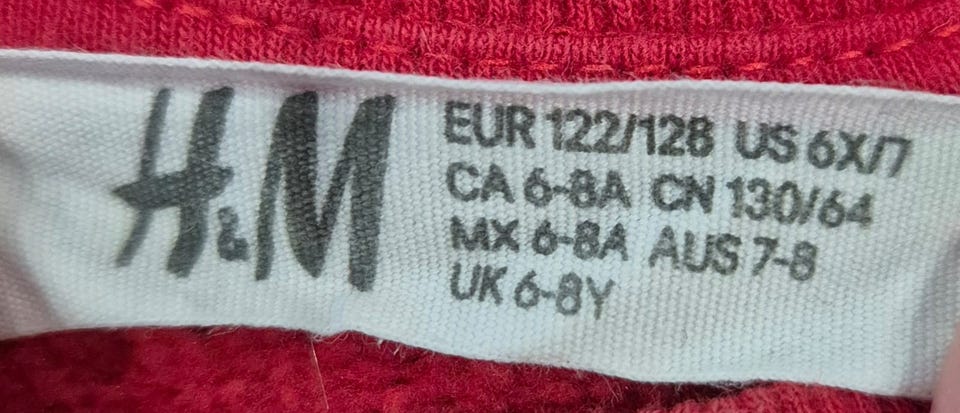 H&M
EUR 122/128 US 6X/7
CA 6-8A CN 130/64
MX 6-8A AUS 7-8
UK 6-8Y